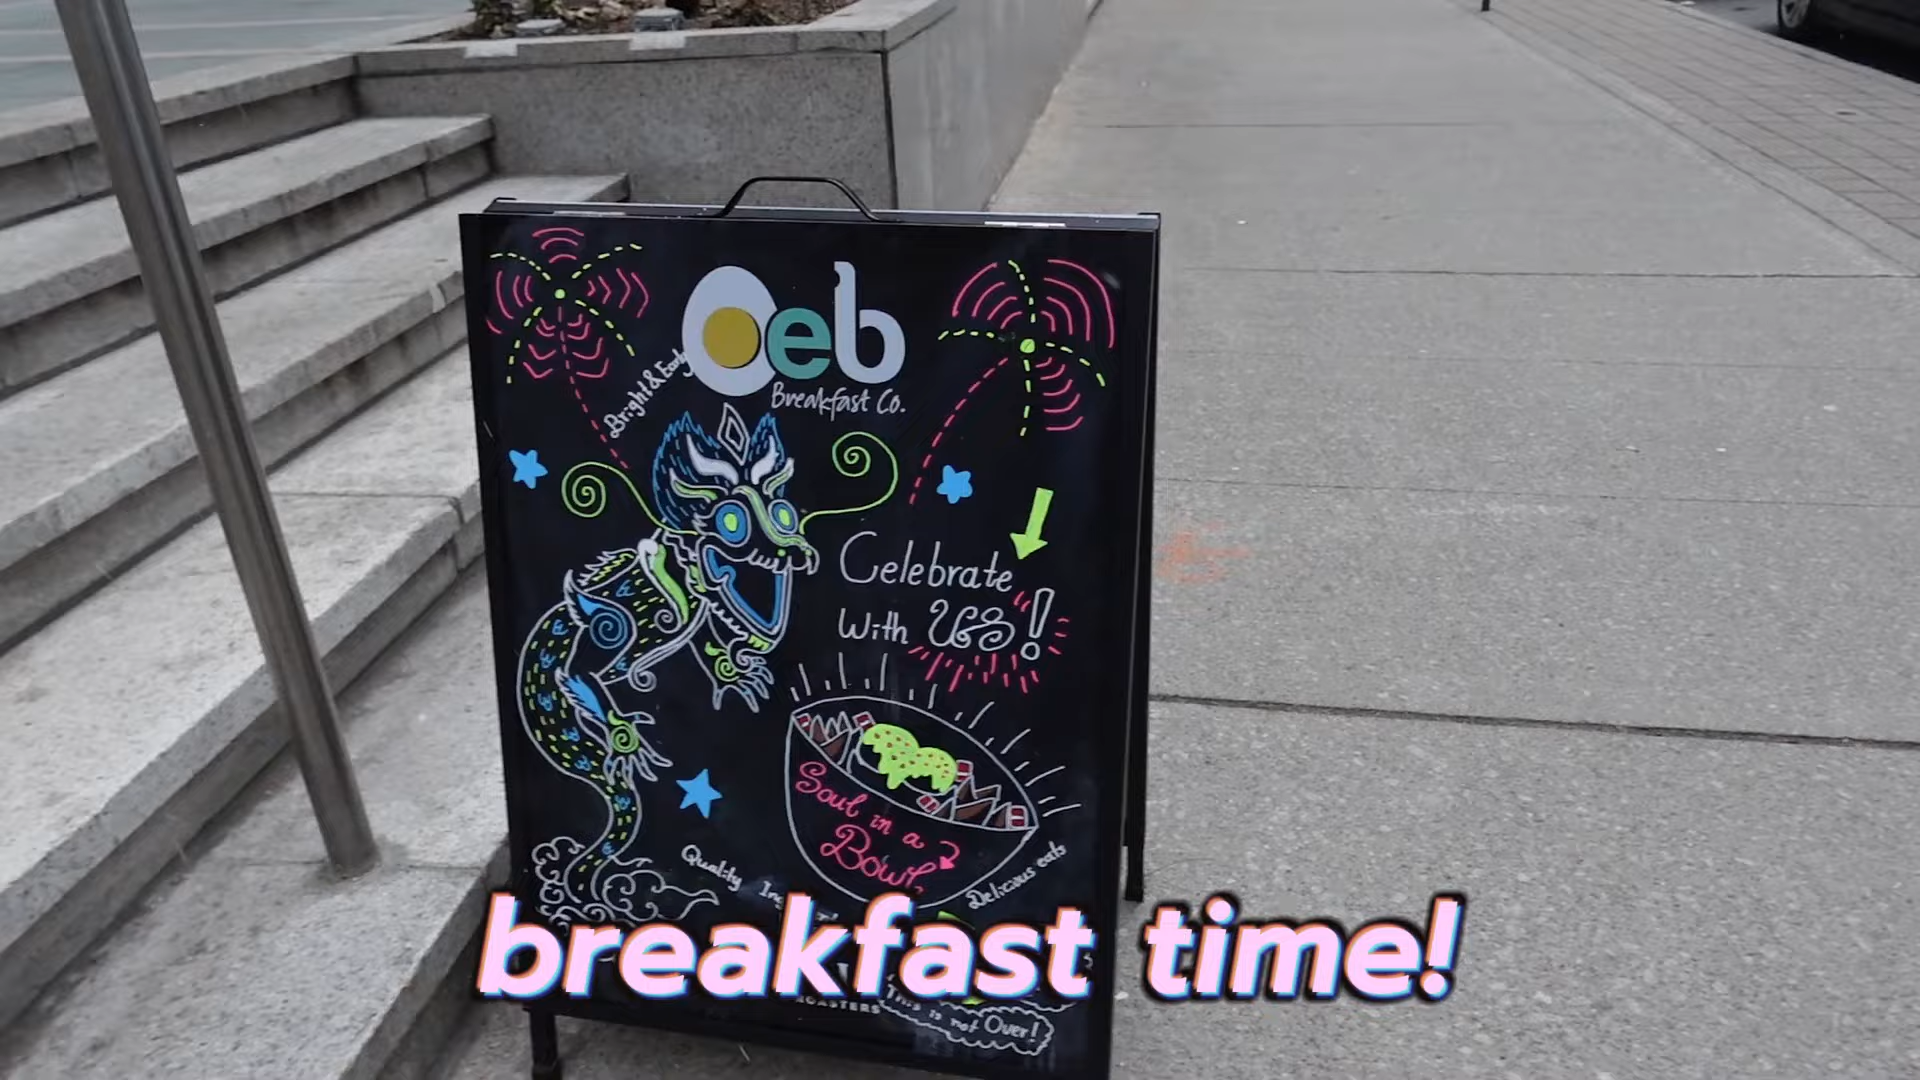 Oeb
Breakfast Co.
Bright & Early
Celebrate
With US!
Soul in a
Bowl
Delicious eats
Quality
breakfast time!
ROASTERS
This is not Over!